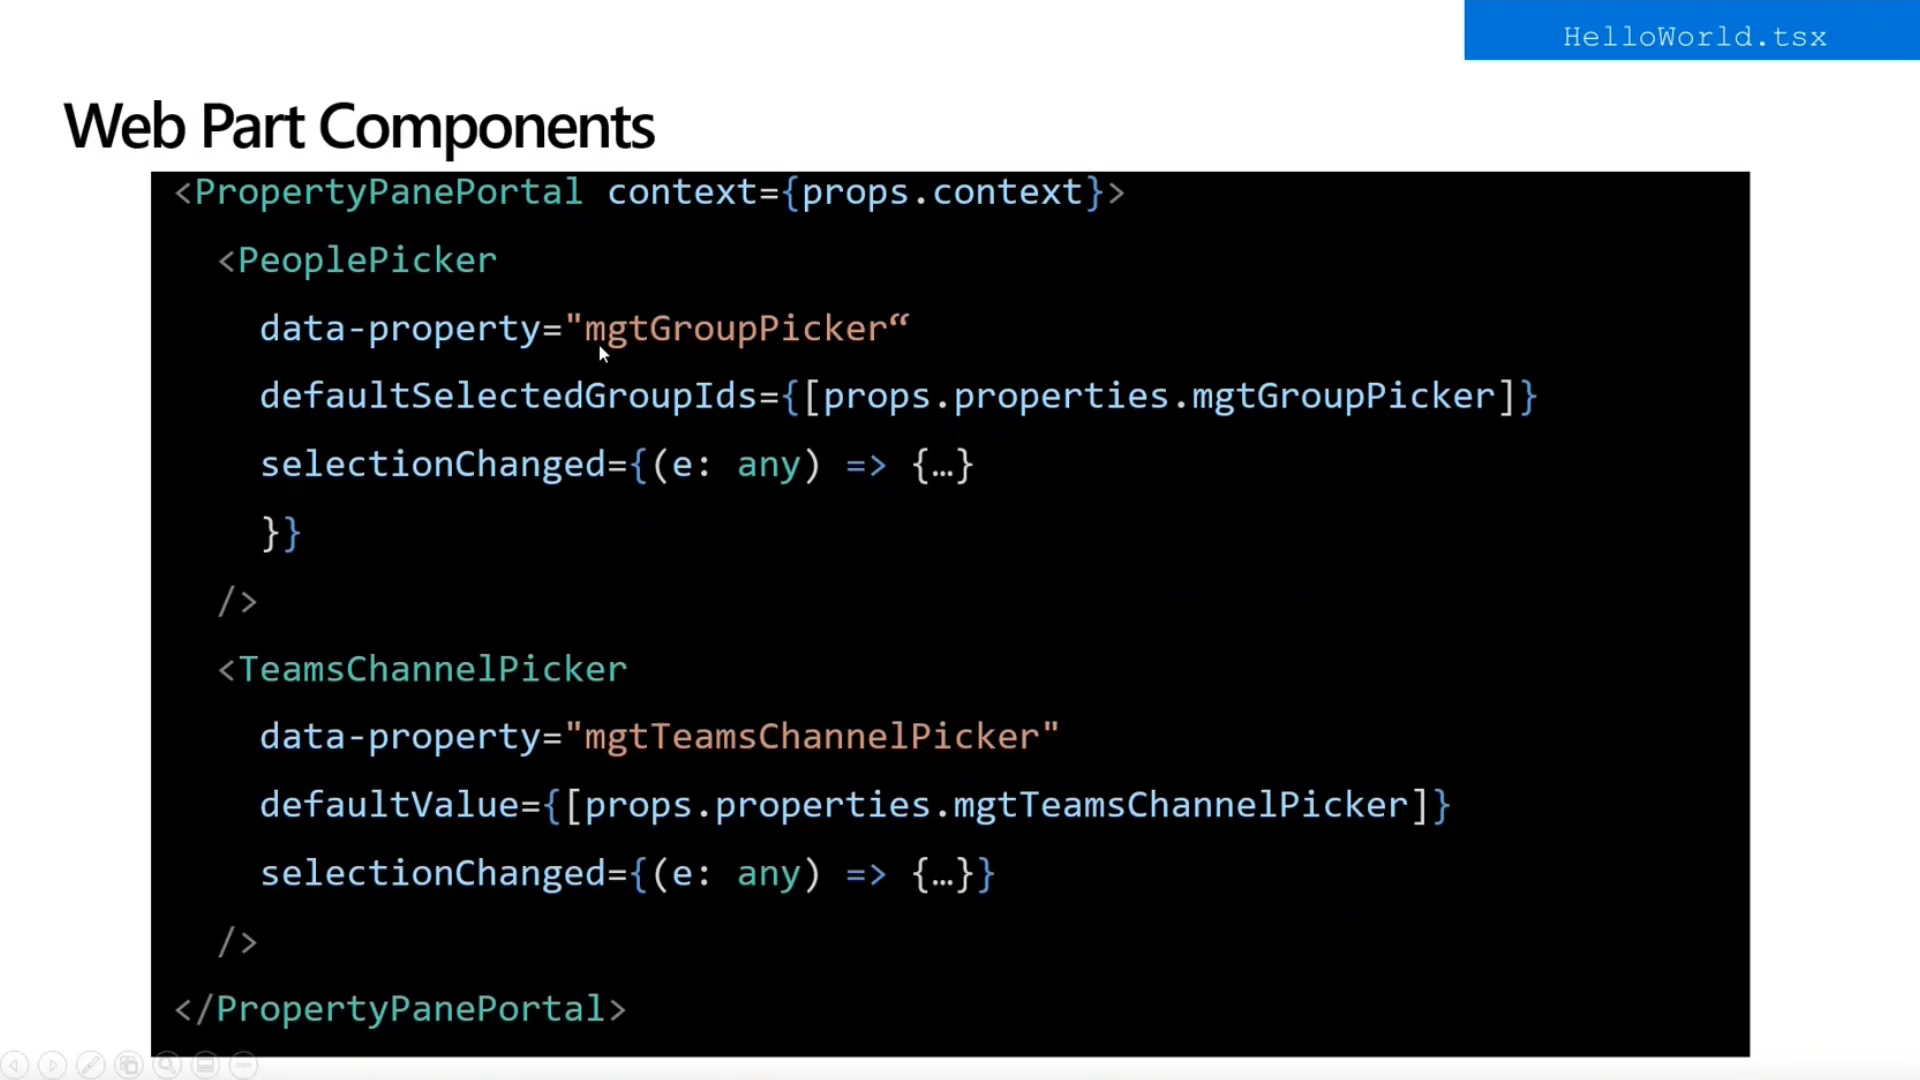 HelloWorld.tsx
Web Part Components
<PropertyPanePortal context={props.context}>
<PeoplePicker
data-property="mgtGroupPicker“
defaultSelectedGroupIds={[props.properties.mgtGroupPicker]}
selectionChanged={(e: any) => {…}
}}
/>
<TeamsChannelPicker
data-property="mgtTeamsChannelPicker"
defaultValue={[props.properties.mgtTeamsChannelPicker]}
selectionChanged={(e: any) => {…}}
/>
</PropertyPanePortal>